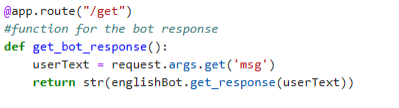 @app.route("/get")
#function for the bot response
def get_bot_response():
    userText = request.args.get('msg')
    return str(englishBot.get_response(userText))